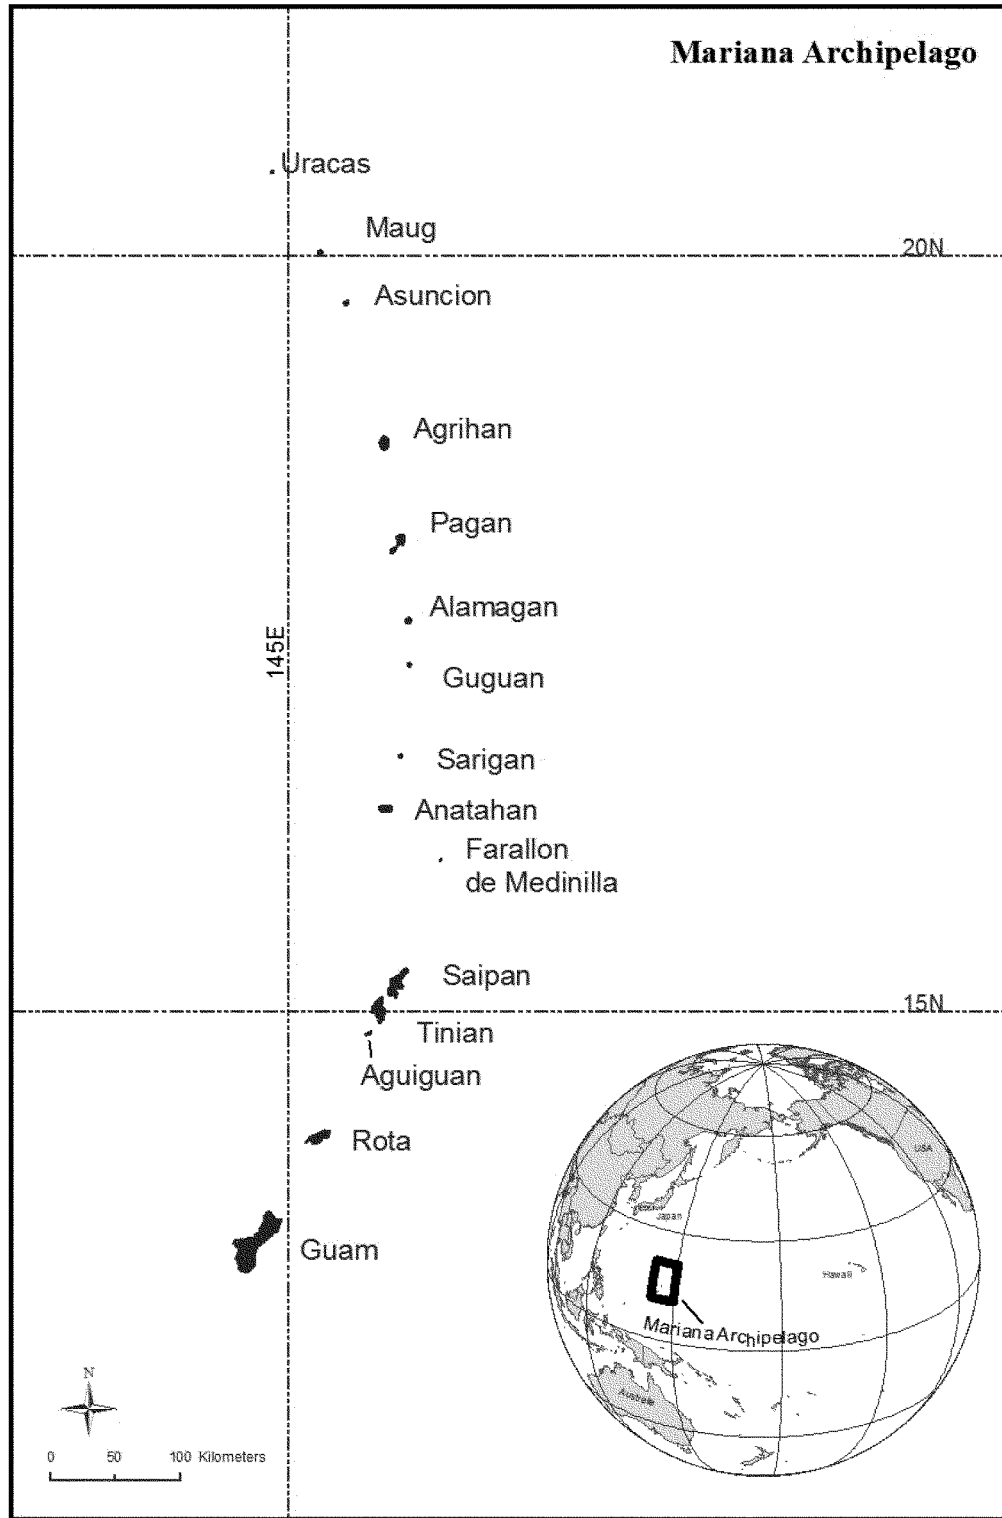 Mariana Archipelago
Uracas
Maug
20N
Asuncion
Agrihan
Pagan
Alamagan
145E
Guguan
Sarigan
Anatahan
Farallon
de Medinilla
Saipan
15N
Tinian
Aguiguan
Rota
Guam
USA
Japan
Hawaii
Mariana Archipelago
Australia
N
0 50 100 Kilometers